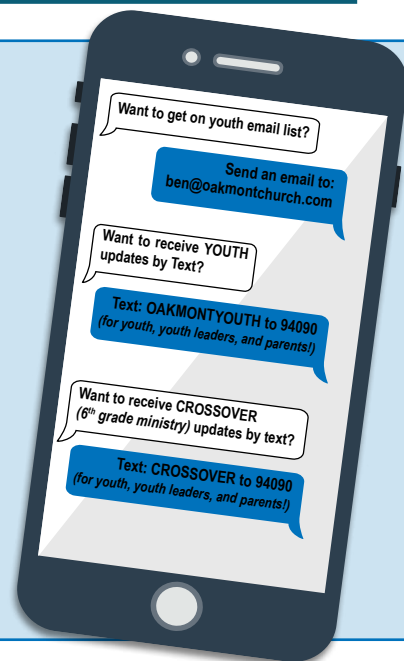 Want to get on youth email list?
Send an email to:
ben@oakmontchurch.com
Want to receive YOUTH
updates by Text?
Text: OAKMONTYOUTH to 94090
(for youth, youth leaders, and parents!)
Want to receive CROSSOVER
(6th grade ministry) updates by text?
Text: CROSSOVER to 94090
(for youth, youth leaders, and parents!)